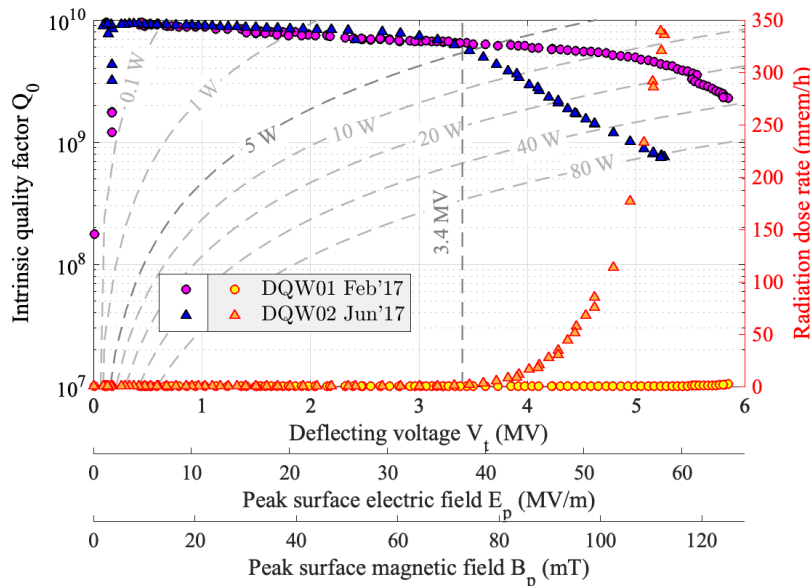 Intrinsic quality factor Q_0
10^10
10^9
10^8
10^7
0.1 W
1 W
5 W
10 W
20 W
40 W
80 W
3.4 MV
DQW01 Feb'17
DQW02 Jun'17
350
300
250
200
150
100
50
0
Radiation dose rate (mrem/h)
0 1 2 3 4 5 6
Deflecting voltage V_t (MV)
0 10 20 30 40 50 60
Peak surface electric field E_p (MV/m)
0 20 40 60 80 100 120
Peak surface magnetic field B_p (mT)